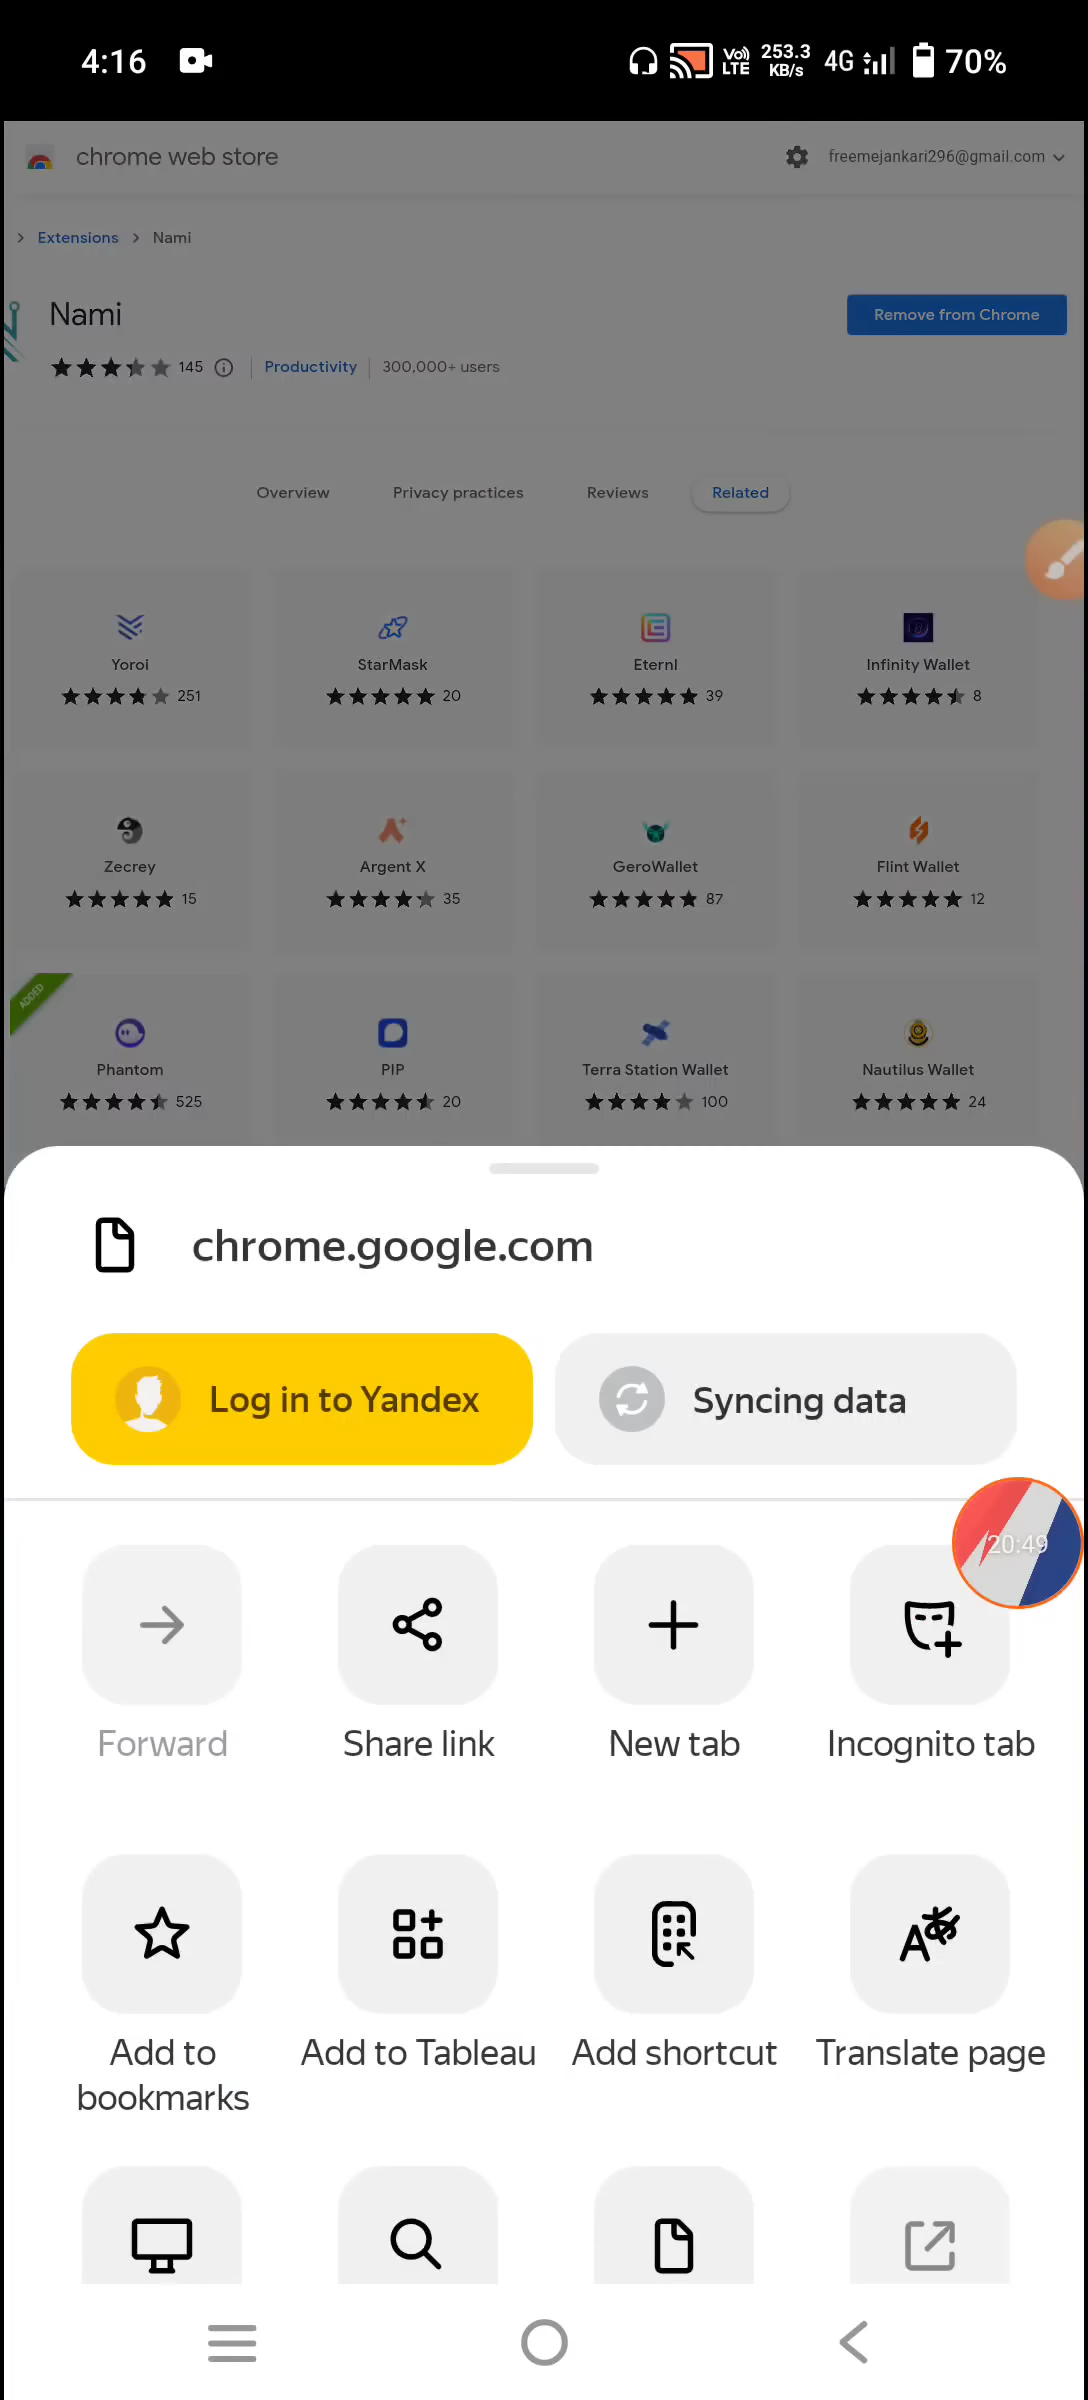 4:16 VoLTE 253.3 KB/s 4G 70%
chrome web store freemejankari296@gmail.com
Extensions Nami
Nami Remove from Chrome
145 Productivity 300,000+ users
Overview Privacy practices Reviews Related
Yoroi StarMask Eternl Infinity Wallet
251 20 39 8
Zecrey Argent X GeroWallet Flint Wallet
15 35 87 12
ADDED
Phantom PIP Terra Station Wallet Nautilus Wallet
525 20 100 24
chrome.google.com
Log in to Yandex Syncing data
20:49
Forward Share link New tab Incognito tab
Add to bookmarks Add to Tableau Add shortcut Translate page